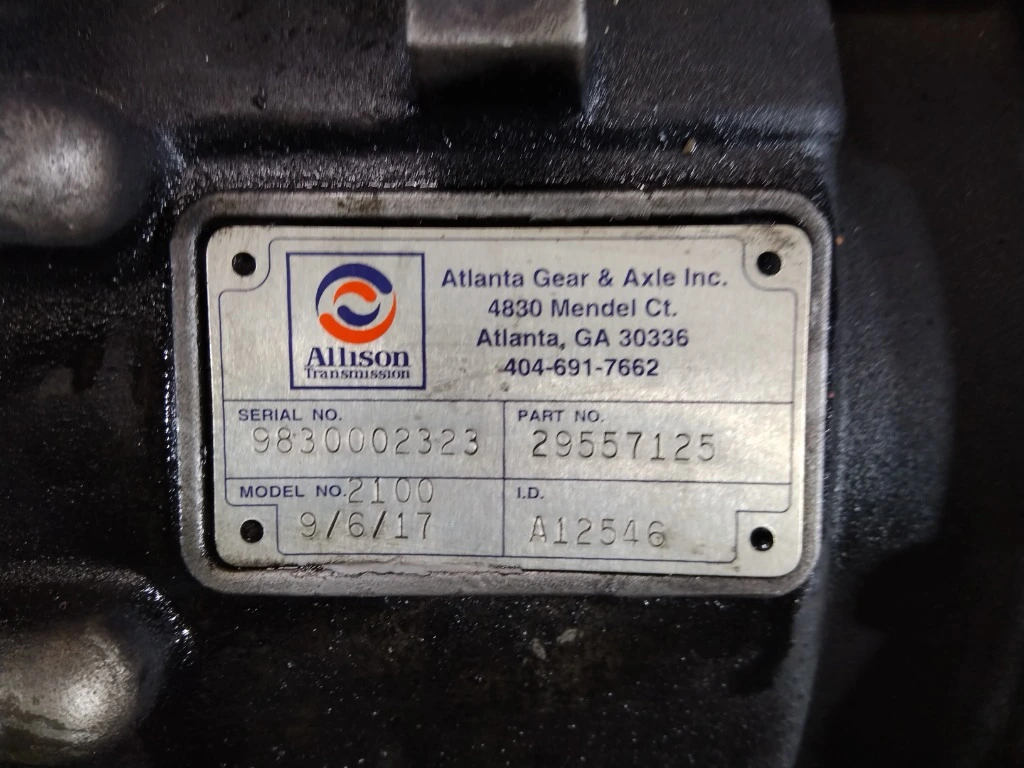 Atlanta Gear & Axle Inc.
4830 Mendel Ct.
Atlanta, GA 30336
404-691-7662
Allison
Transmission
SERIAL NO.
9830002323
PART NO.
29557125
MODEL NO. 2100
9/6/17
I.D.
A12546